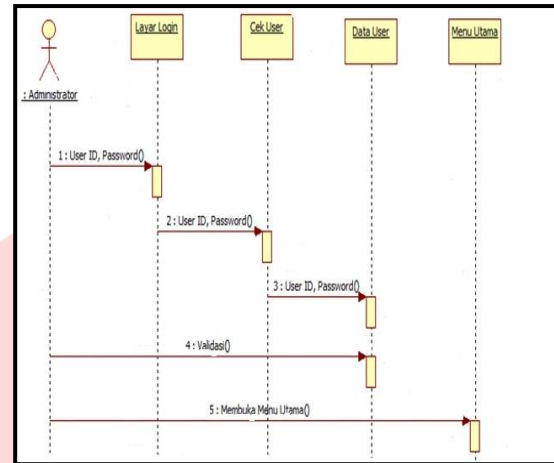 Layar Login
Cek User
Data User
Menu Utama
: Administrator
1 : User ID, Password()
2 : User ID, Password()
3 : User ID, Password()
4 : Validasi()
5 : Membuka Menu Utama()